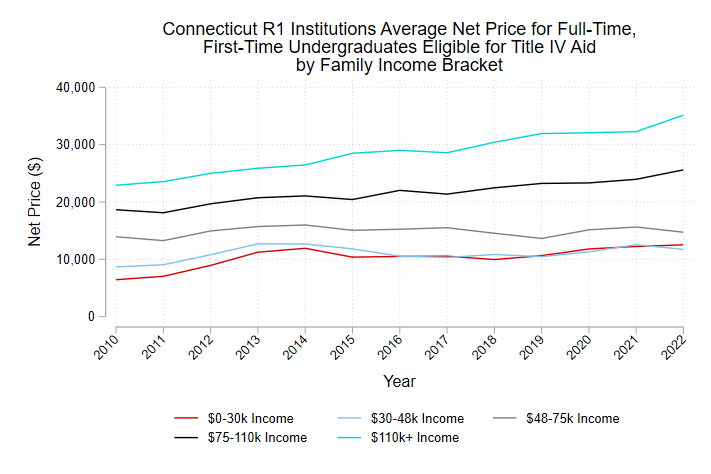 Connecticut R1 Institutions Average Net Price for Full-Time,
First-Time Undergraduates Eligible for Title IV Aid
by Family Income Bracket
40,000
30,000
20,000
10,000
0
Net Price ($)
2010 2011 2012 2013 2014 2015 2016 2017 2018 2019 2020 2021 2022
Year
$0-30k Income $30-48k Income $48-75k Income
$75-110k Income $110k+ Income